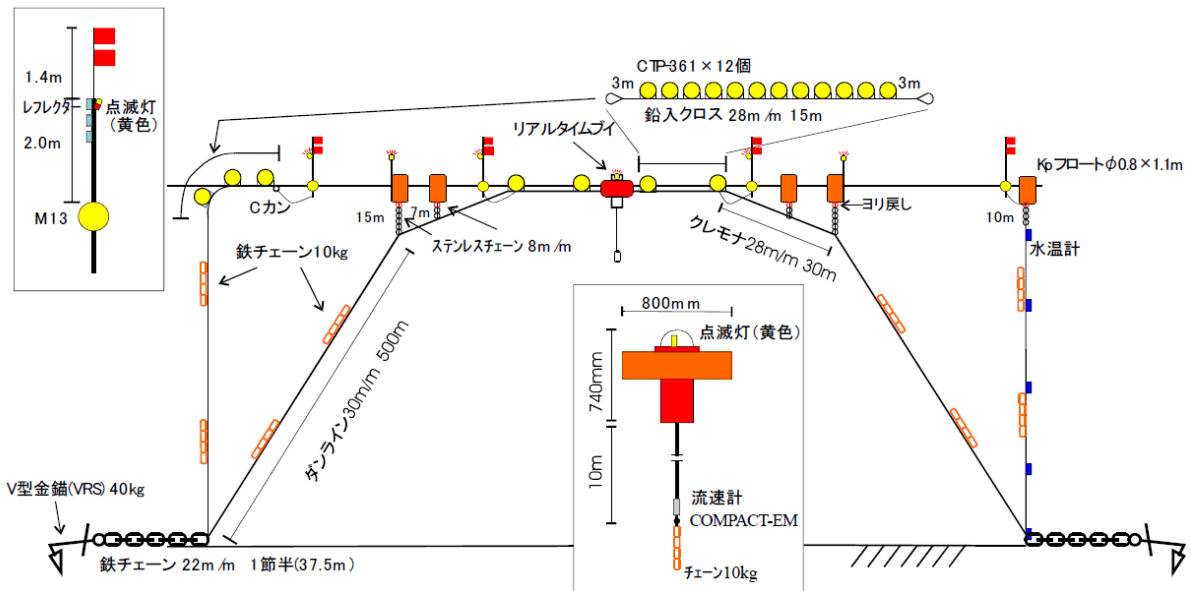 1.4m
レフレクター
点滅灯
(黄色)
2.0m
M13
CTP-361×12個
3m
3m
鉛入クロス 28m/m 15m
リアルタイムブイ
Kpフロートφ0.8×1.1m
Cカン
15m
7m
ヨリ戻し
10m
ステンレスチェーン 8m/m
クレモナ28m/m 30m
水温計
鉄チェーン10kg
ダンライン30m/m 500m
800mm
点滅灯(黄色)
740mm
10m
流速計
COMPACT-EM
チェーン10kg
V型金錨(VRS) 40kg
鉄チェーン 22m/m 1節半(37.5m)